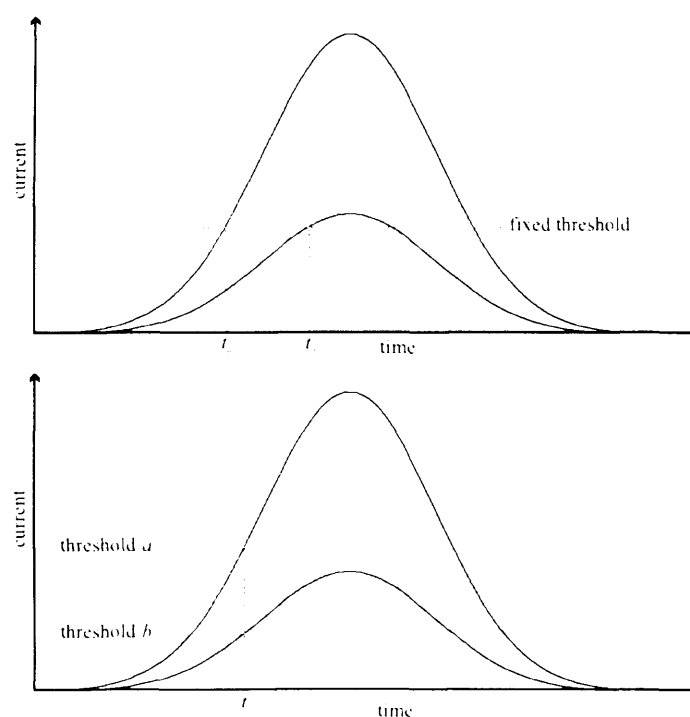 current
fixed threshold
t t time
current
threshold a
threshold b
t
time